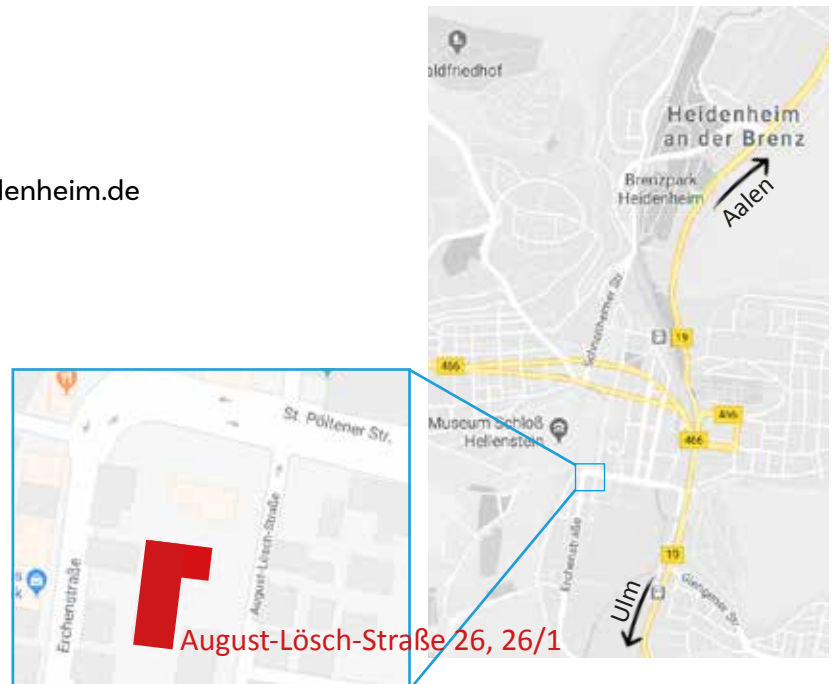 oldfriedhof
Heidenheim
an der Brenz
Brenzpark
Heidenheim
Aalen
denheim.de
Schnaitheimer Str.
19
466
466
Museum Schloß
Hellenstein
466
St. Pöltener Str.
Erchenstraße
August-Lösch-Straße
August-Lösch-Straße 26, 26/1
Erchenstraße
19
Giengener Str.
Ulm